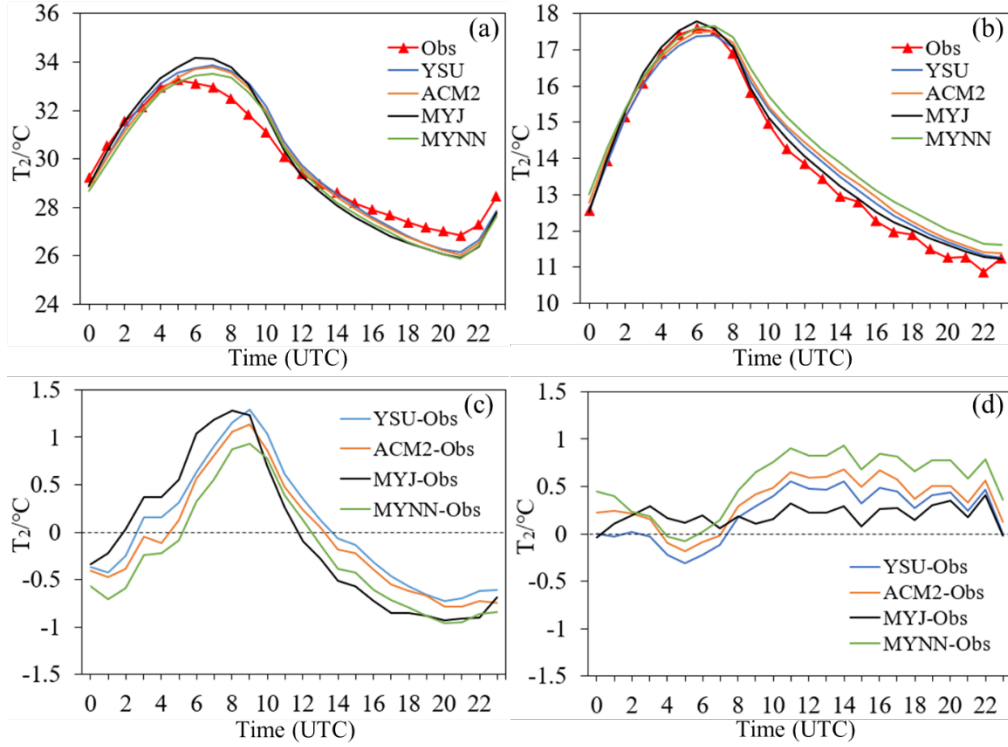 (a)
Obs
YSU
ACM2
MYJ
MYNN
T₂/°C
36
34
32
30
28
26
24
0 2 4 6 8 10 12 14 16 18 20 22
Time (UTC)
(b)
Obs
YSU
ACM2
MYJ
MYNN
T₂/°C
18
17
16
15
14
13
12
11
10
0 2 4 6 8 10 12 14 16 18 20 22
Time (UTC)
(c)
YSU-Obs
ACM2-Obs
MYJ-Obs
MYNN-Obs
T₂/°C
1.5
1
0.5
0
-0.5
-1
-1.5
0 2 4 6 8 10 12 14 16 18 20 22
Time (UTC)
(d)
YSU-Obs
ACM2-Obs
MYJ-Obs
MYNN-Obs
T₂/°C
1.5
1
0.5
0
-0.5
-1
-1.5
0 2 4 6 8 10 12 14 16 18 20 22
Time (UTC)